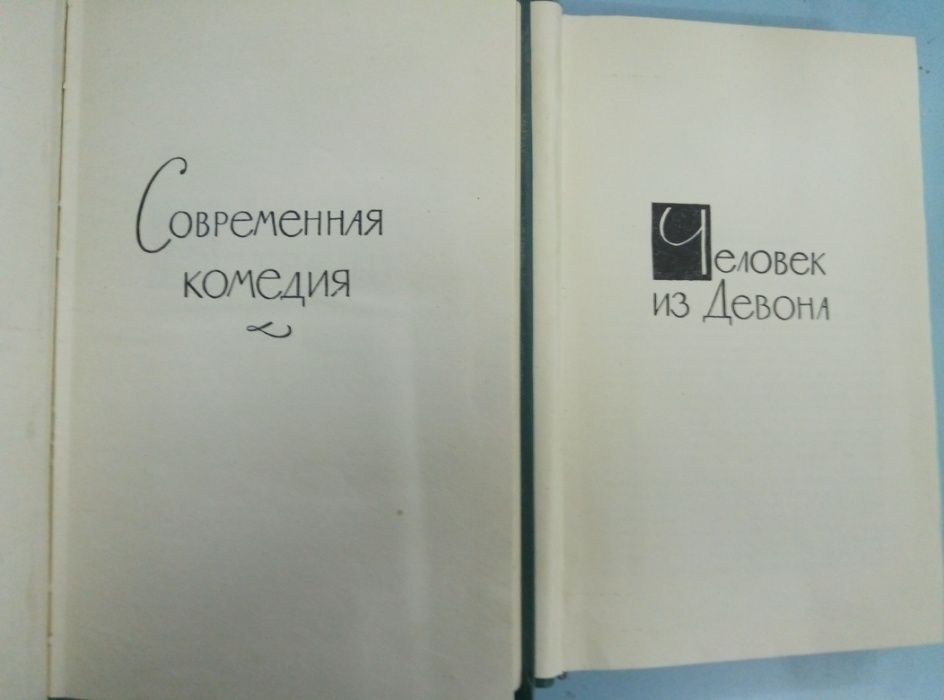 Современная
комедия
Человек
из Девона